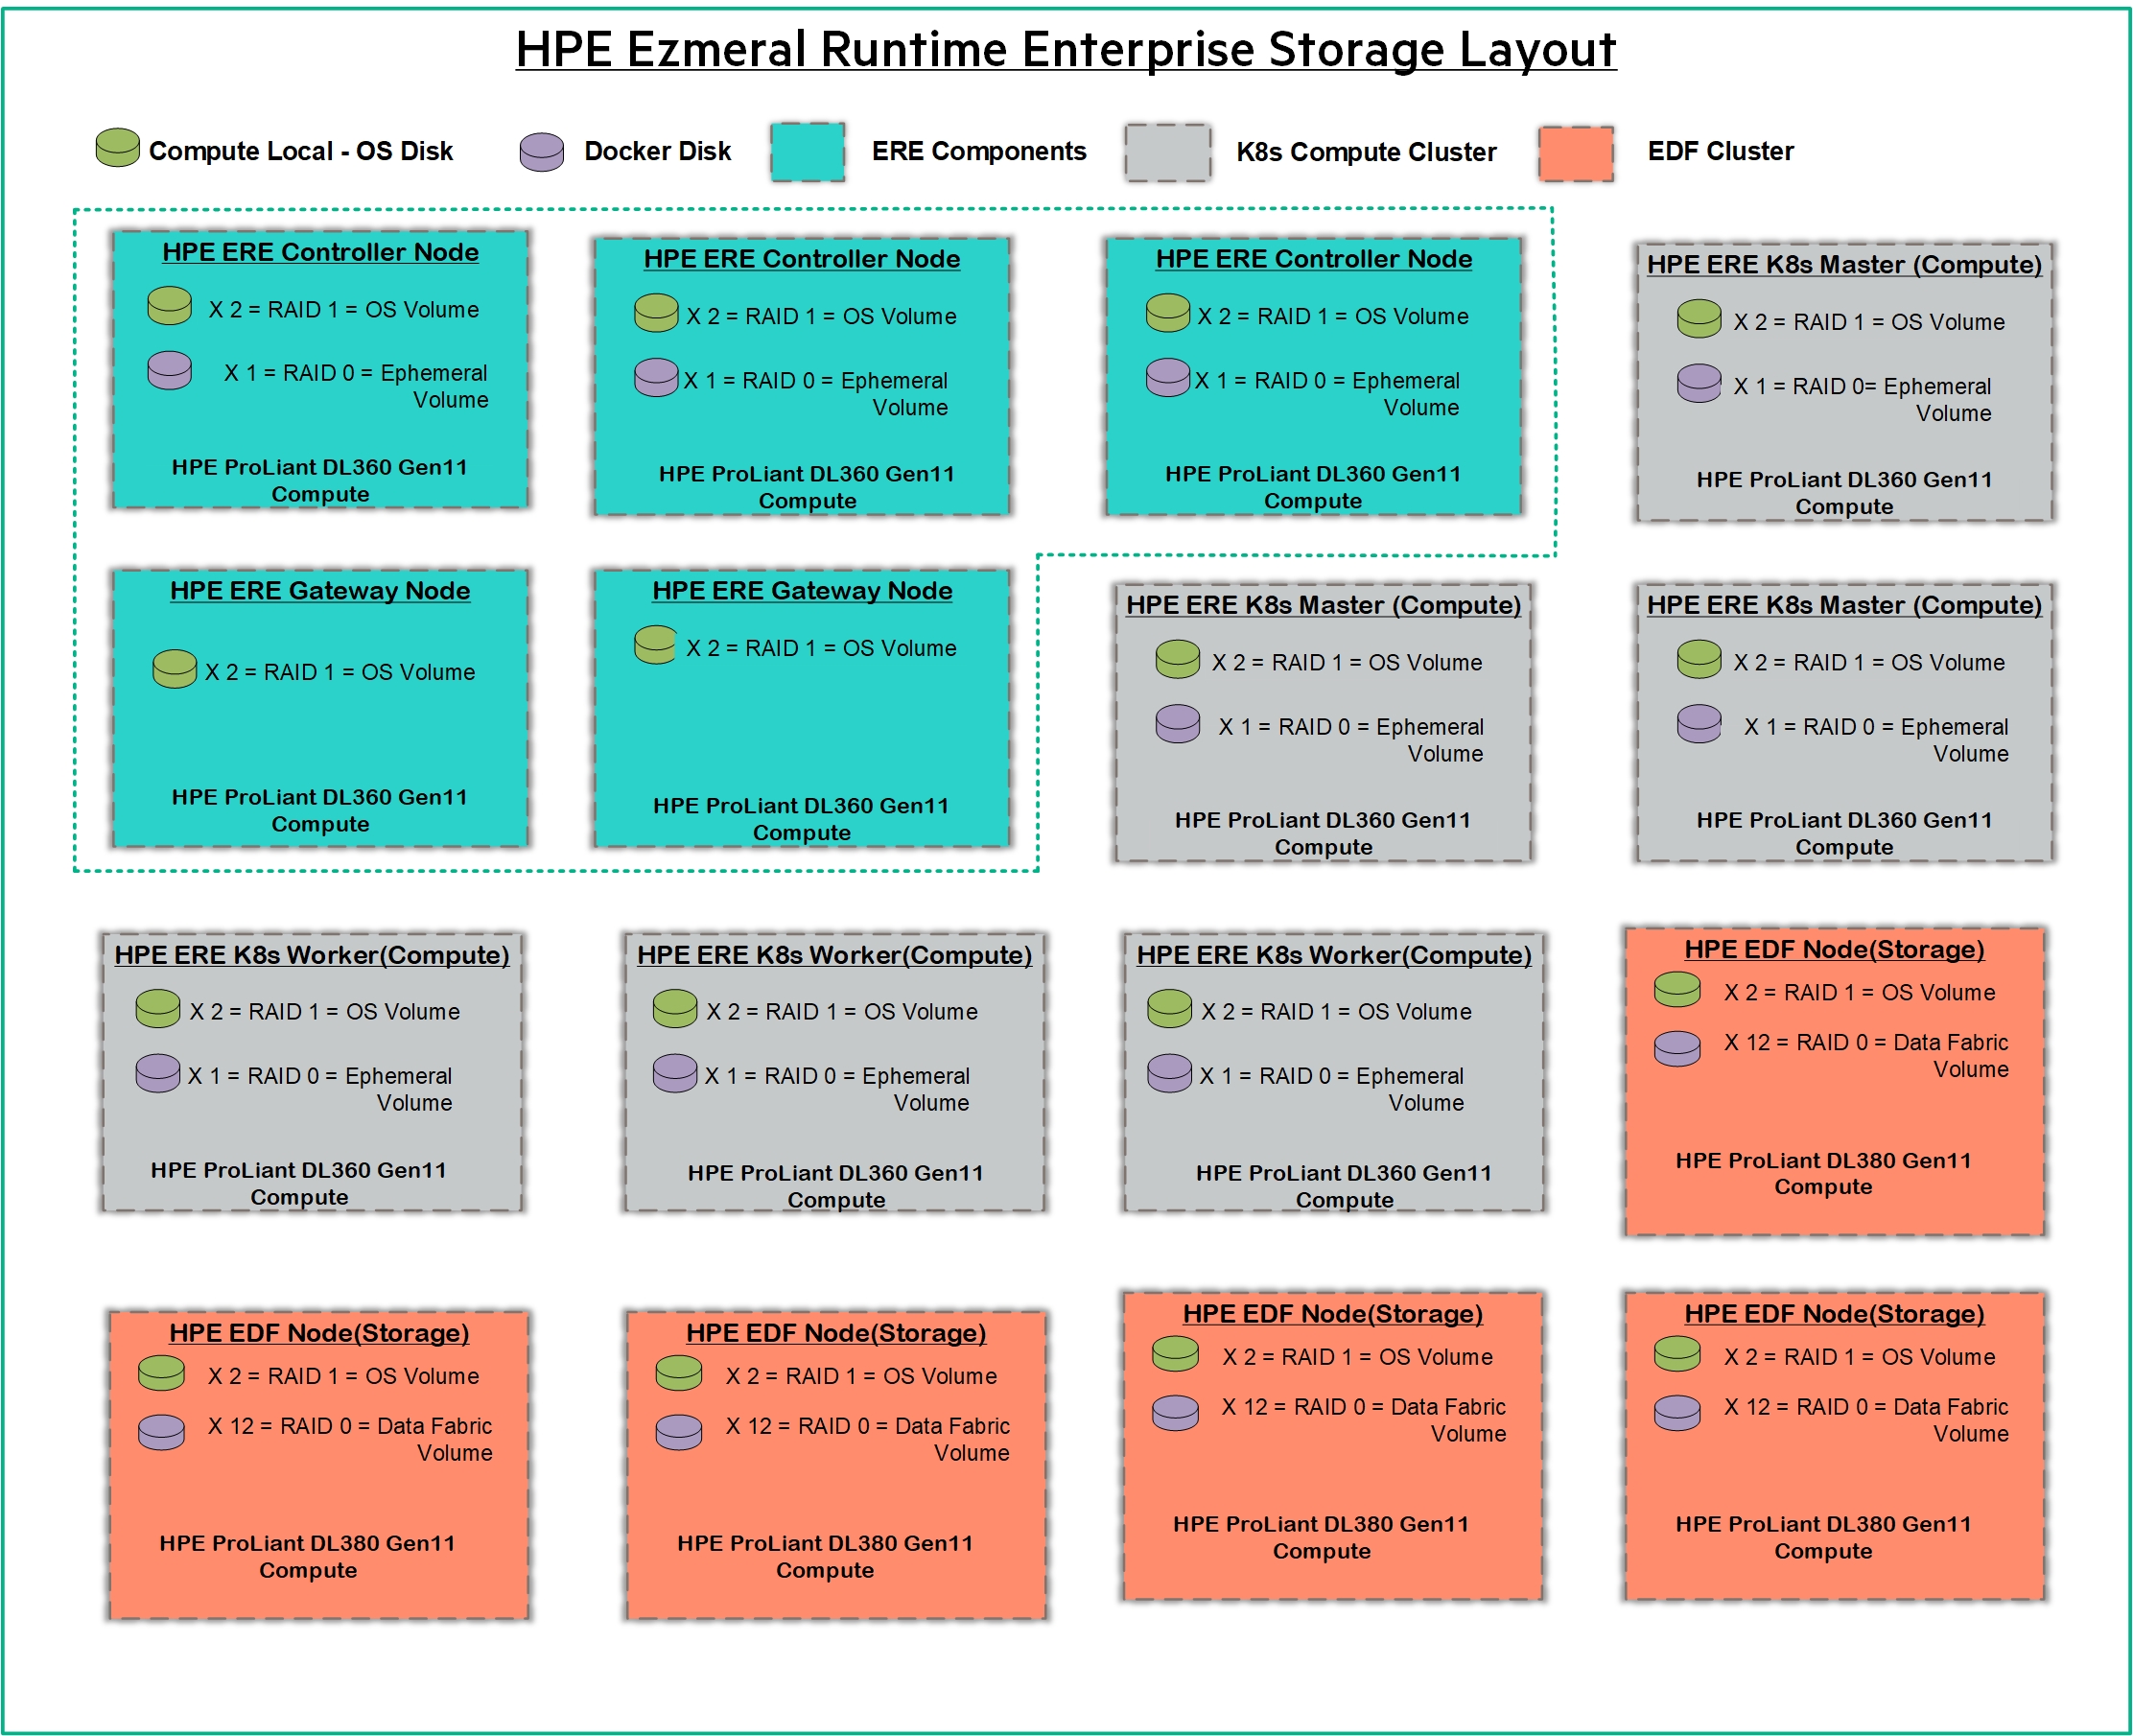 HPE Ezmeral Runtime Enterprise Storage Layout
Compute Local - OS Disk
Docker Disk
ERE Components
K8s Compute Cluster
EDF Cluster
HPE ERE Controller Node
X 2 = RAID 1 = OS Volume
X 1 = RAID 0 = Ephemeral
Volume
HPE ProLiant DL360 Gen11
Compute
HPE ERE Controller Node
X 2 = RAID 1 = OS Volume
X 1 = RAID 0 = Ephemeral
Volume
HPE ProLiant DL360 Gen11
Compute
HPE ERE Controller Node
X 2 = RAID 1 = OS Volume
X 1 = RAID 0 = Ephemeral
Volume
HPE ProLiant DL360 Gen11
Compute
HPE ERE K8s Master (Compute)
X 2 = RAID 1 = OS Volume
X 1 = RAID 0= Ephemeral
Volume
HPE ProLiant DL360 Gen11
Compute
HPE ERE Gateway Node
X 2 = RAID 1 = OS Volume
HPE ProLiant DL360 Gen11
Compute
HPE ERE Gateway Node
X 2 = RAID 1 = OS Volume
HPE ProLiant DL360 Gen11
Compute
HPE ERE K8s Master (Compute)
X 2 = RAID 1 = OS Volume
X 1 = RAID 0 = Ephemeral
Volume
HPE ProLiant DL360 Gen11
Compute
HPE ERE K8s Master (Compute)
X 2 = RAID 1 = OS Volume
X 1 = RAID 0 = Ephemeral
Volume
HPE ProLiant DL360 Gen11
Compute
HPE ERE K8s Worker(Compute)
X 2 = RAID 1 = OS Volume
X 1 = RAID 0 = Ephemeral
Volume
HPE ProLiant DL360 Gen11
Compute
HPE ERE K8s Worker(Compute)
X 2 = RAID 1 = OS Volume
X 1 = RAID 0 = Ephemeral
Volume
HPE ProLiant DL360 Gen11
Compute
HPE ERE K8s Worker(Compute)
X 2 = RAID 1 = OS Volume
X 1 = RAID 0 = Ephemeral
Volume
HPE ProLiant DL360 Gen11
Compute
HPE EDF Node(Storage)
X 2 = RAID 1 = OS Volume
X 12 = RAID 0 = Data Fabric
Volume
HPE ProLiant DL380 Gen11
Compute
HPE EDF Node(Storage)
X 2 = RAID 1 = OS Volume
X 12 = RAID 0 = Data Fabric
Volume
HPE ProLiant DL380 Gen11
Compute
HPE EDF Node(Storage)
X 2 = RAID 1 = OS Volume
X 12 = RAID 0 = Data Fabric
Volume
HPE ProLiant DL380 Gen11
Compute
HPE EDF Node(Storage)
X 2 = RAID 1 = OS Volume
X 12 = RAID 0 = Data Fabric
Volume
HPE ProLiant DL380 Gen11
Compute
HPE EDF Node(Storage)
X 2 = RAID 1 = OS Volume
X 12 = RAID 0 = Data Fabric
Volume
HPE ProLiant DL380 Gen11
Compute